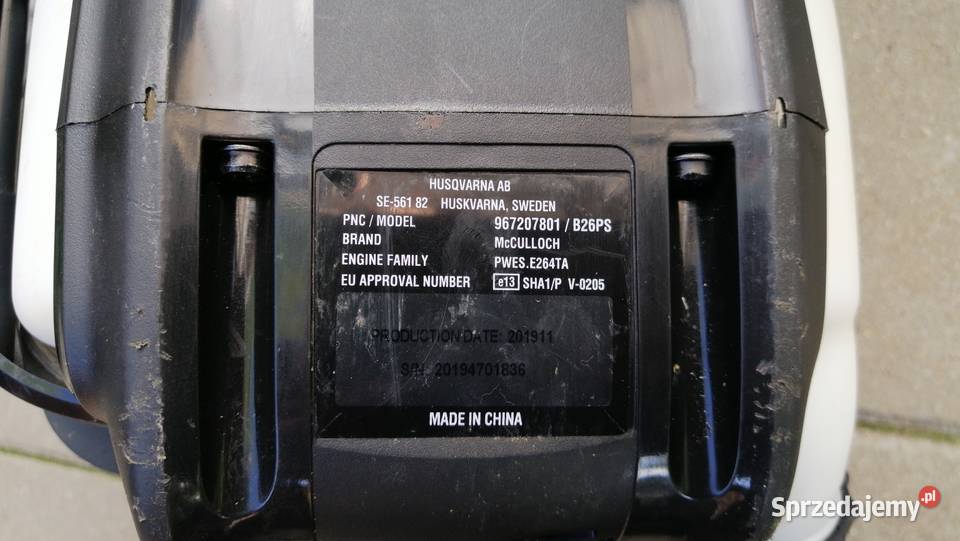 HUSQVARNA AB
SE-561 82 HUSKVARNA, SWEDEN
PNC / MODEL 967207801 / B26PS
BRAND McCULLOCH
ENGINE FAMILY PWES.E264TA
EU APPROVAL NUMBER e13 SHA1/P V-0205
PRODUCTION DATE: 201911
S/N: 20194701836
MADE IN CHINA
Sprzedajemy.pl